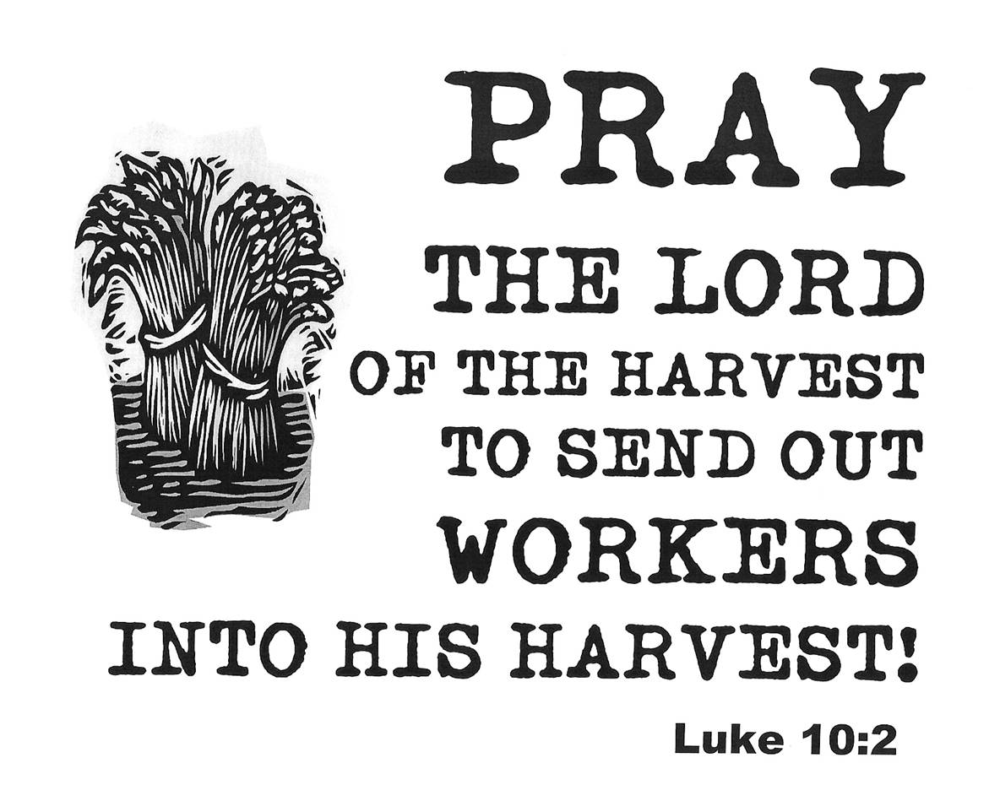 PRAY
THE LORD
OF THE HARVEST
TO SEND OUT
WORKERS
INTO HIS HARVEST!
Luke 10:2